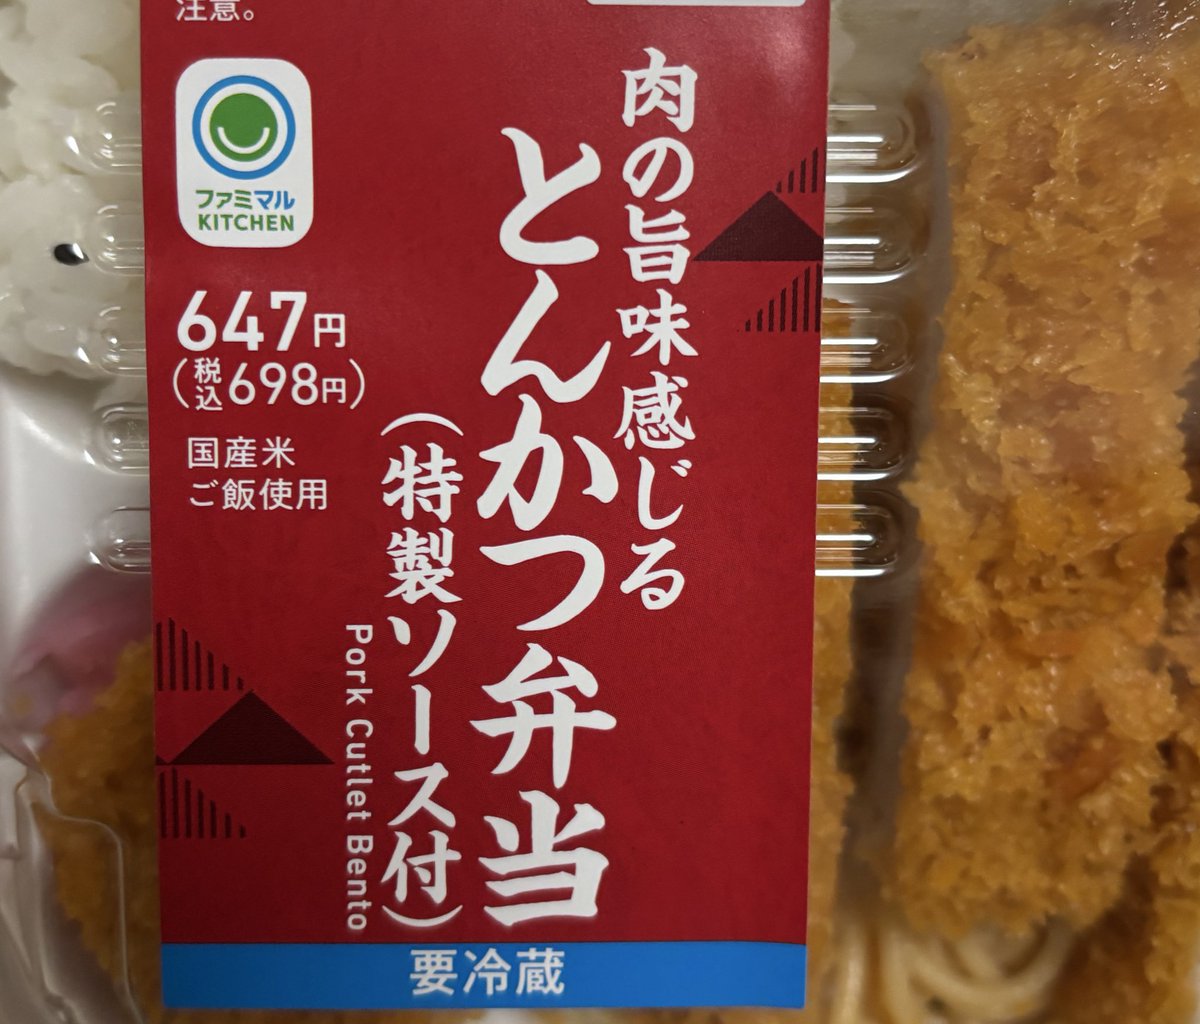 注意。
ファミマル
KITCHEN
肉の旨味感じる
とんかつ弁当
(特製ソース付)
Pork Cutlet Bento
647円
(税込698円)
国産米
ご飯使用
要冷蔵